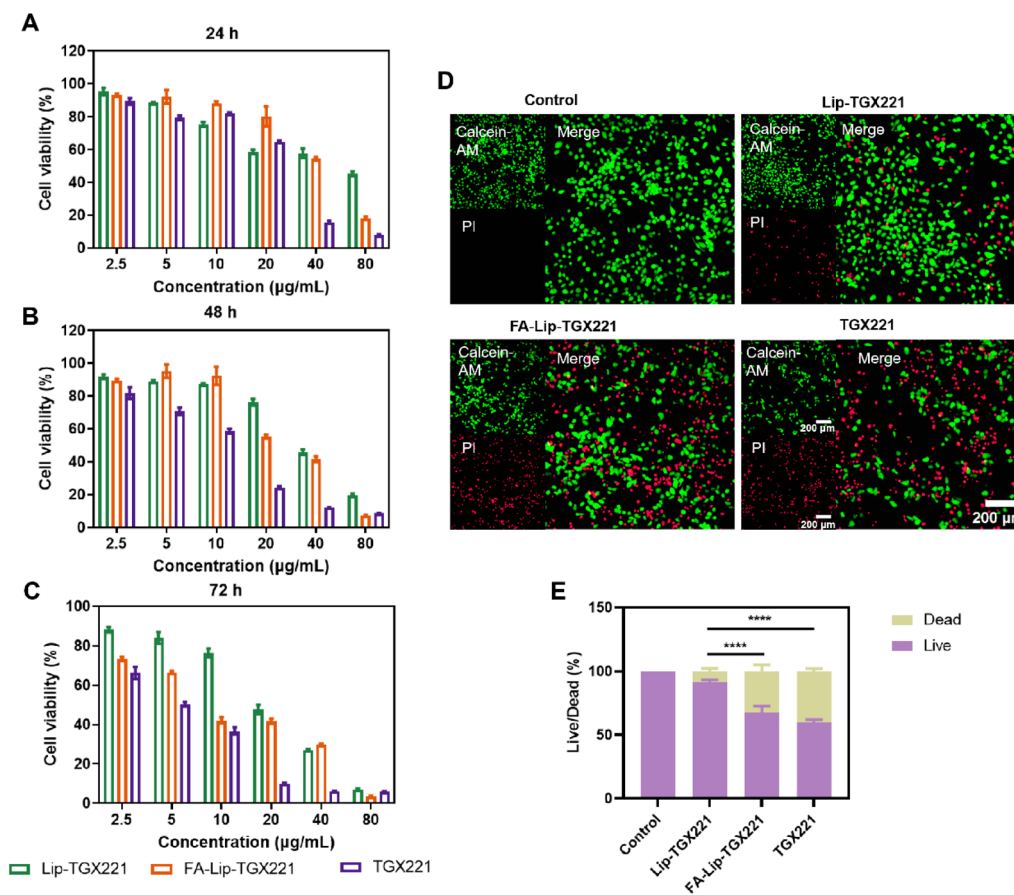 A
24 h
120
100
80
60
40
20
0
Cell viability (%)
2.5 5 10 20 40 80
Concentration (µg/mL)
B
48 h
120
100
80
60
40
20
0
Cell viability (%)
2.5 5 10 20 40 80
Concentration (µg/mL)
C
72 h
100
80
60
40
20
0
Cell viability (%)
2.5 5 10 20 40 80
Concentration (µg/mL)
Lip-TGX221 FA-Lip-TGX221 TGX221
D
Control
Calcein-
AM
Merge
PI
Lip-TGX221
Calcein-
AM
Merge
PI
FA-Lip-TGX221
Calcein-
AM
Merge
PI
TGX221
Calcein-
AM
Merge
200 µm
PI
200 µm
200 µm
E
150
100
50
0
Live/Dead (%)
****
****
Control
Lip-TGX221
FA-Lip-TGX221
TGX221
Dead
Live